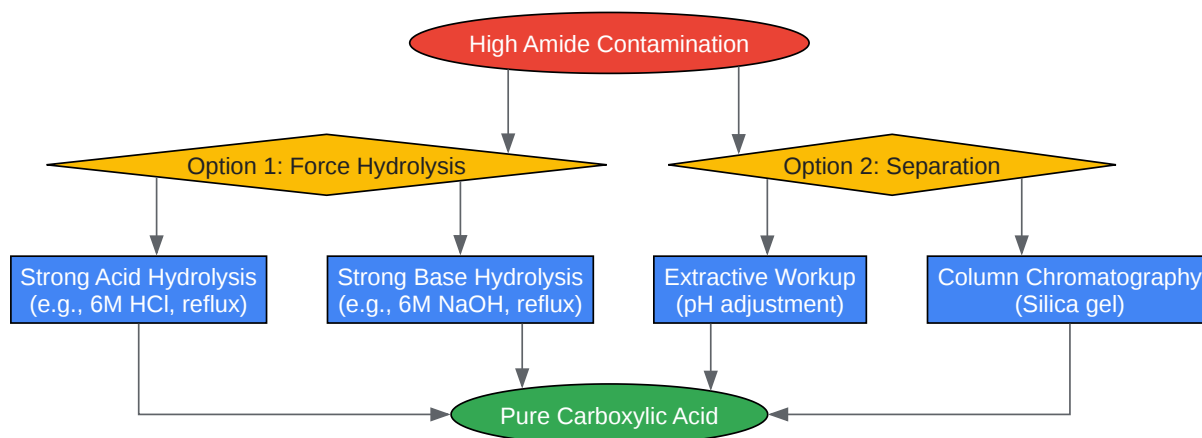 High Amide Contamination
Option 1: Force Hydrolysis
Option 2: Separation
Strong Acid Hydrolysis
(e.g., 6M HCl, reflux)
Strong Base Hydrolysis
(e.g., 6M NaOH, reflux)
Extractive Workup
(pH adjustment)
Column Chromatography
(Silica gel)
Pure Carboxylic Acid